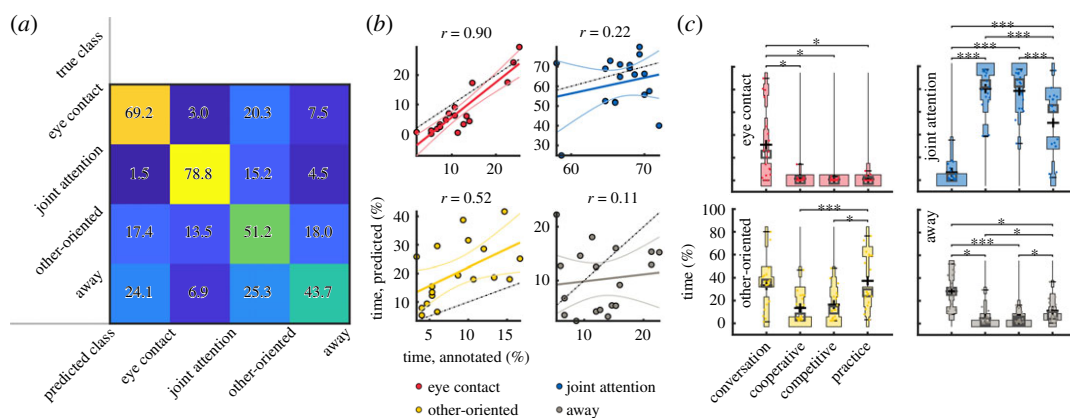 (a)
true class
eye contact
joint attention
other-oriented
away
69.2 3.0 20.3 7.5
1.5 78.8 15.2 4.5
17.4 13.5 51.2 18.0
24.1 6.9 25.3 43.7
predicted class
eye contact
joint attention
other-oriented
away
(b)
r = 0.90
r = 0.22
20
10
0
10
20
70
60
50
40
30
60
70
r = 0.52
r = 0.11
time, predicted (%)
40
30
20
10
5
10
15
20
10
0
10
20
time, annotated (%)
eye contact
joint attention
other-oriented
away
(c)
eye contact
*
*
*
joint attention
***
***
***
*** ***
other-oriented
time (%)
100
80
60
40
20
0
***
*
away
*
*
***
* *
conversation
cooperative
competitive
practice